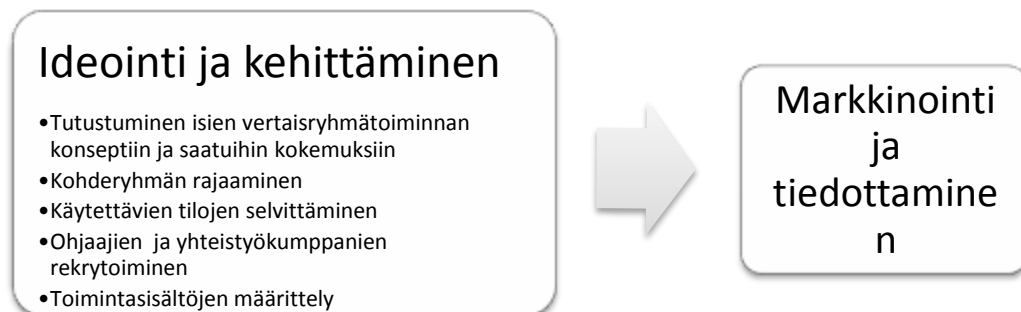 Ideointi ja kehittäminen
•Tutustuminen isien vertaisryhmätoiminnan
konseptiin ja saatuihin kokemuksiin
•Kohderyhmän rajaaminen
•Käytettävien tilojen selvittäminen
•Ohjaajien ja yhteistyökumppanien
rekrytoiminen
•Toimintasisältöjen määrittely
Markkinointi
ja
tiedottamine
n